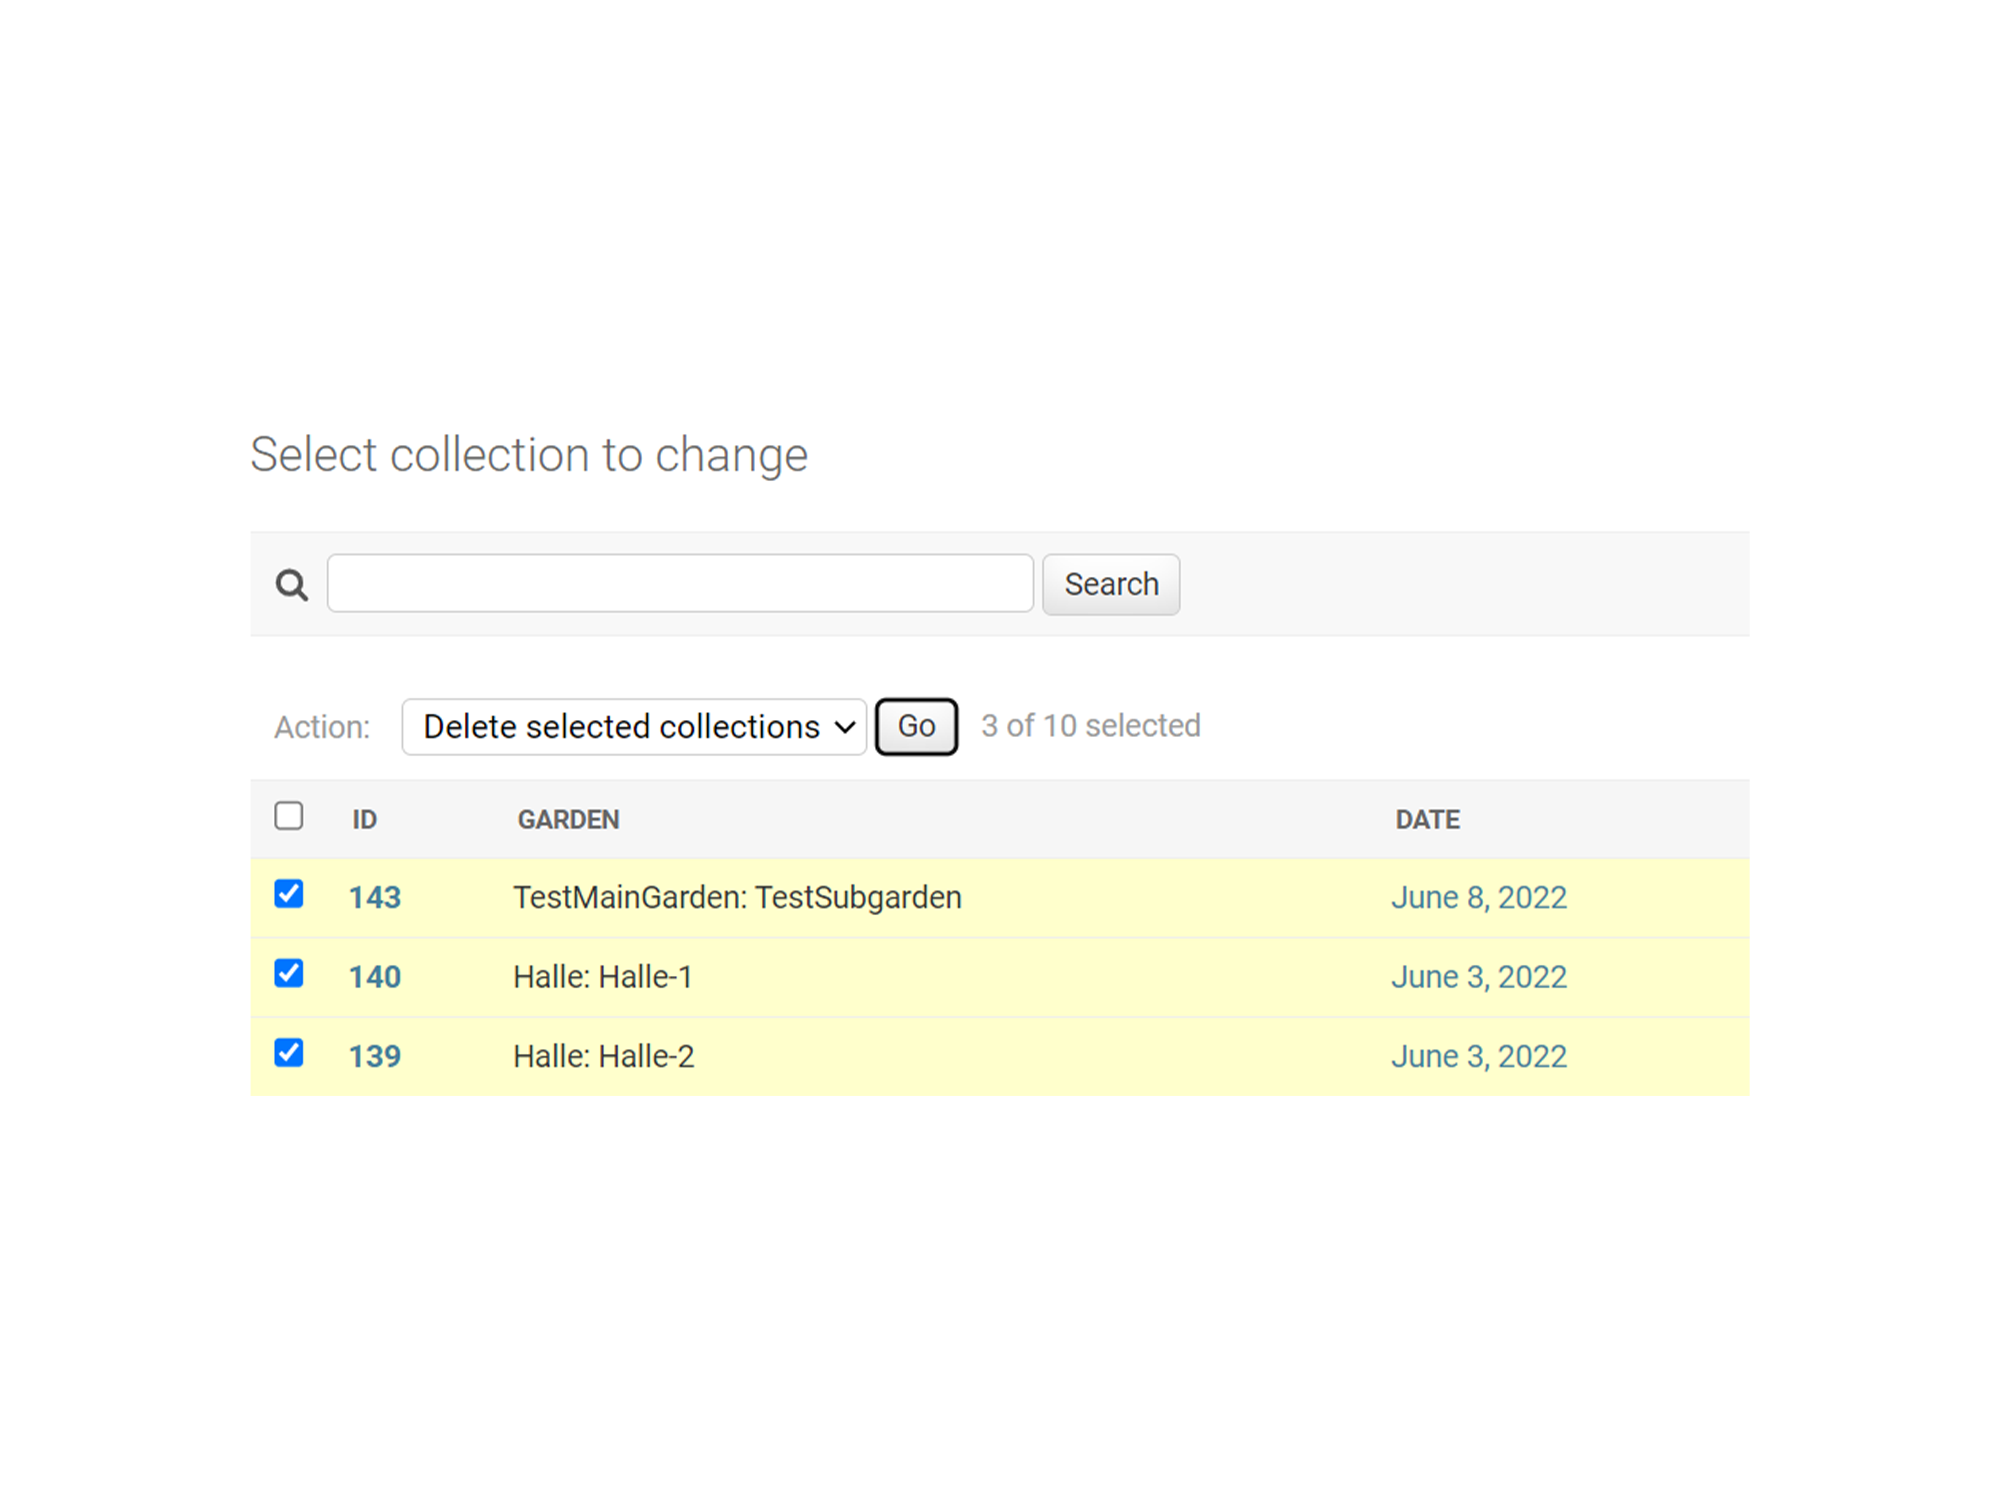 Select collection to change
Search
Action: Delete selected collections Go 3 of 10 selected
ID GARDEN DATE
143 TestMainGarden: TestSubgarden June 8, 2022
140 Halle: Halle-1 June 3, 2022
139 Halle: Halle-2 June 3, 2022